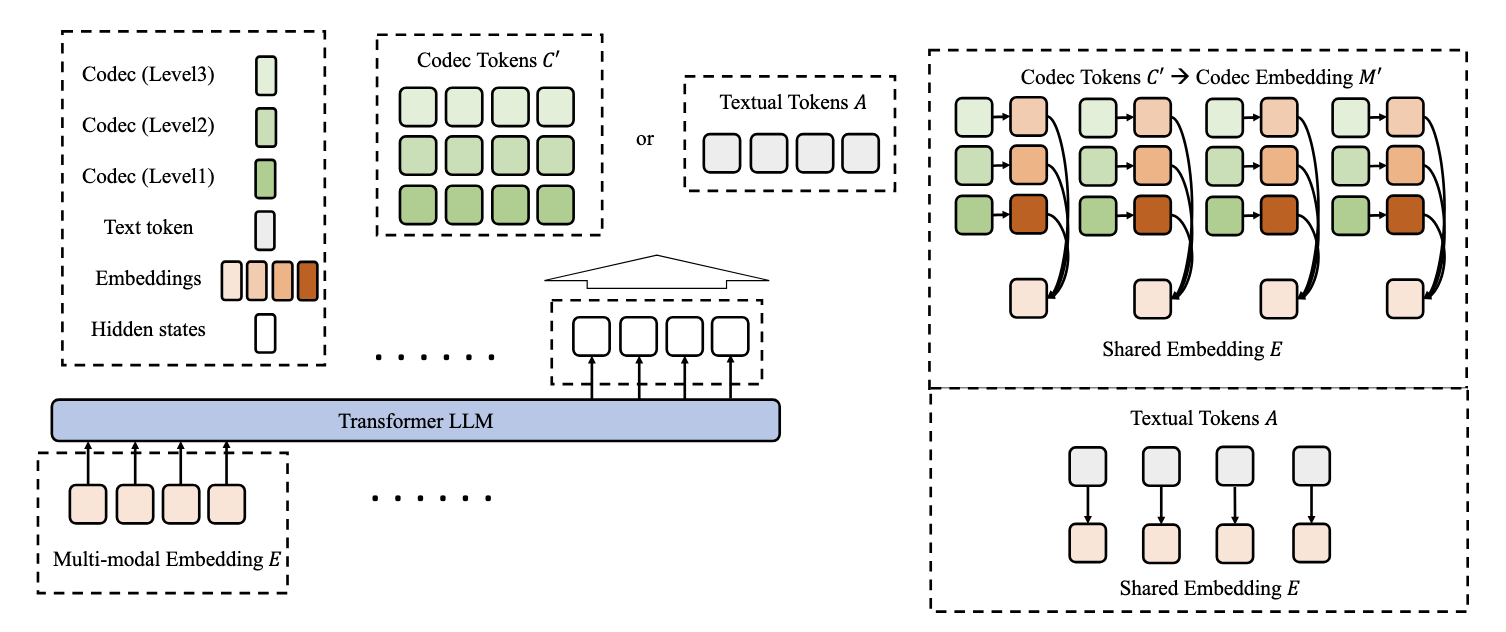 Codec (Level3)
Codec (Level2)
Codec (Level1)
Text token
Embeddings
Hidden states
Codec Tokens C′
or
Textual Tokens A
. . . . . .
Transformer LLM
Multi-modal Embedding E
. . . . . .
Codec Tokens C′ → Codec Embedding M′
Shared Embedding E
Textual Tokens A
Shared Embedding E